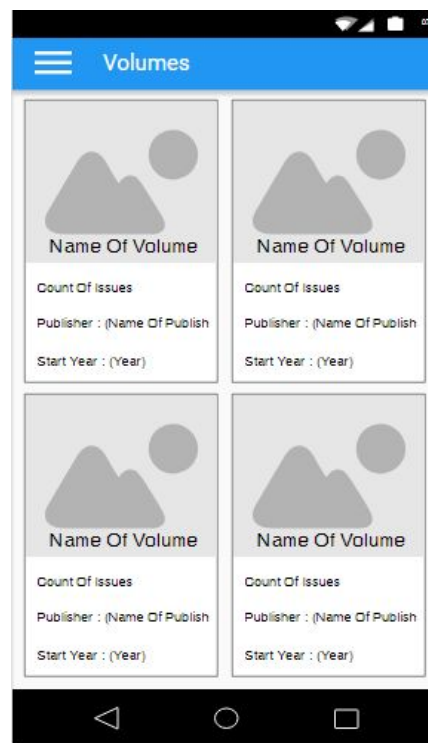 Volumes
Name Of Volume
Count Of Issues
Publisher : (Name Of Publish
Start Year : (Year)
Name Of Volume
Count Of Issues
Publisher : (Name Of Publish
Start Year : (Year)
Name Of Volume
Count Of Issues
Publisher : (Name Of Publish
Start Year : (Year)
Name Of Volume
Count Of Issues
Publisher : (Name Of Publish
Start Year : (Year)